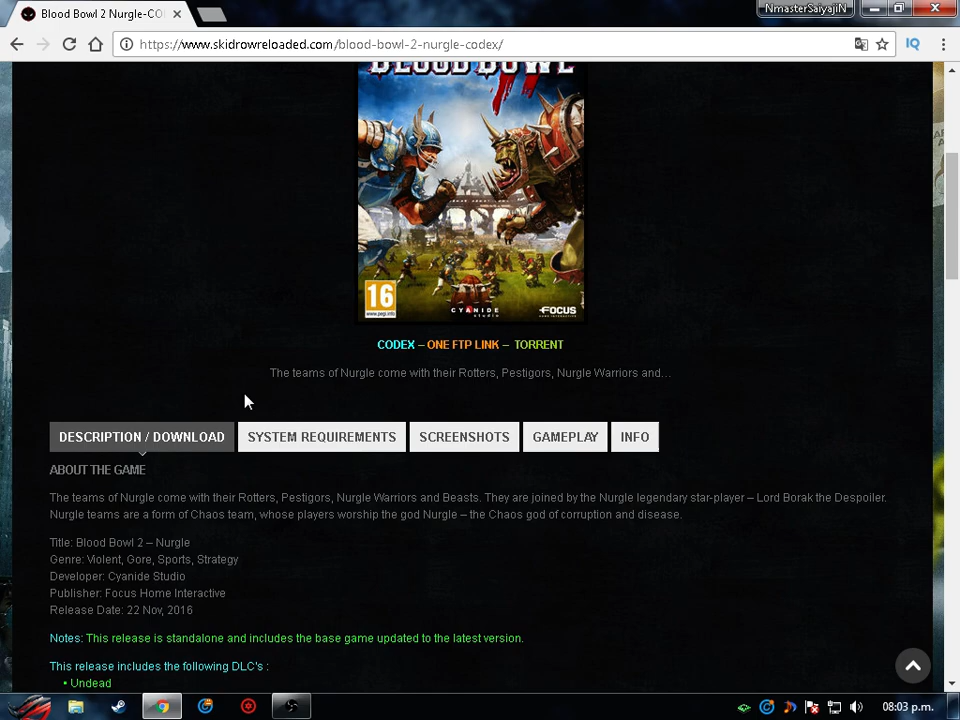 Blood Bowl 2 Nurgle-CO
NmasterSaiyajiN
https://www.skidrowreloaded.com/blood-bowl-2-nurgle-codex/
IQ
BLOOD BOWL
II
16
www.pegi.info
CYANIDE
studio
FOCUS
CODEX – ONE FTP LINK – TORRENT
The teams of Nurgle come with their Rotters, Pestigors, Nurgle Warriors and…
DESCRIPTION / DOWNLOAD
SYSTEM REQUIREMENTS
SCREENSHOTS
GAMEPLAY
INFO
ABOUT THE GAME
The teams of Nurgle come with their Rotters, Pestigors, Nurgle Warriors and Beasts. They are joined by the Nurgle legendary star-player – Lord Borak the Despoiler.
Nurgle teams are a form of Chaos team, whose players worship the god Nurgle – the Chaos god of corruption and disease.
Title: Blood Bowl 2 – Nurgle
Genre: Violent, Gore, Sports, Strategy
Developer: Cyanide Studio
Publisher: Focus Home Interactive
Release Date: 22 Nov, 2016
Notes: This release is standalone and includes the base game updated to the latest version.
This release includes the following DLC's :
• Undead
08:03 p.m.